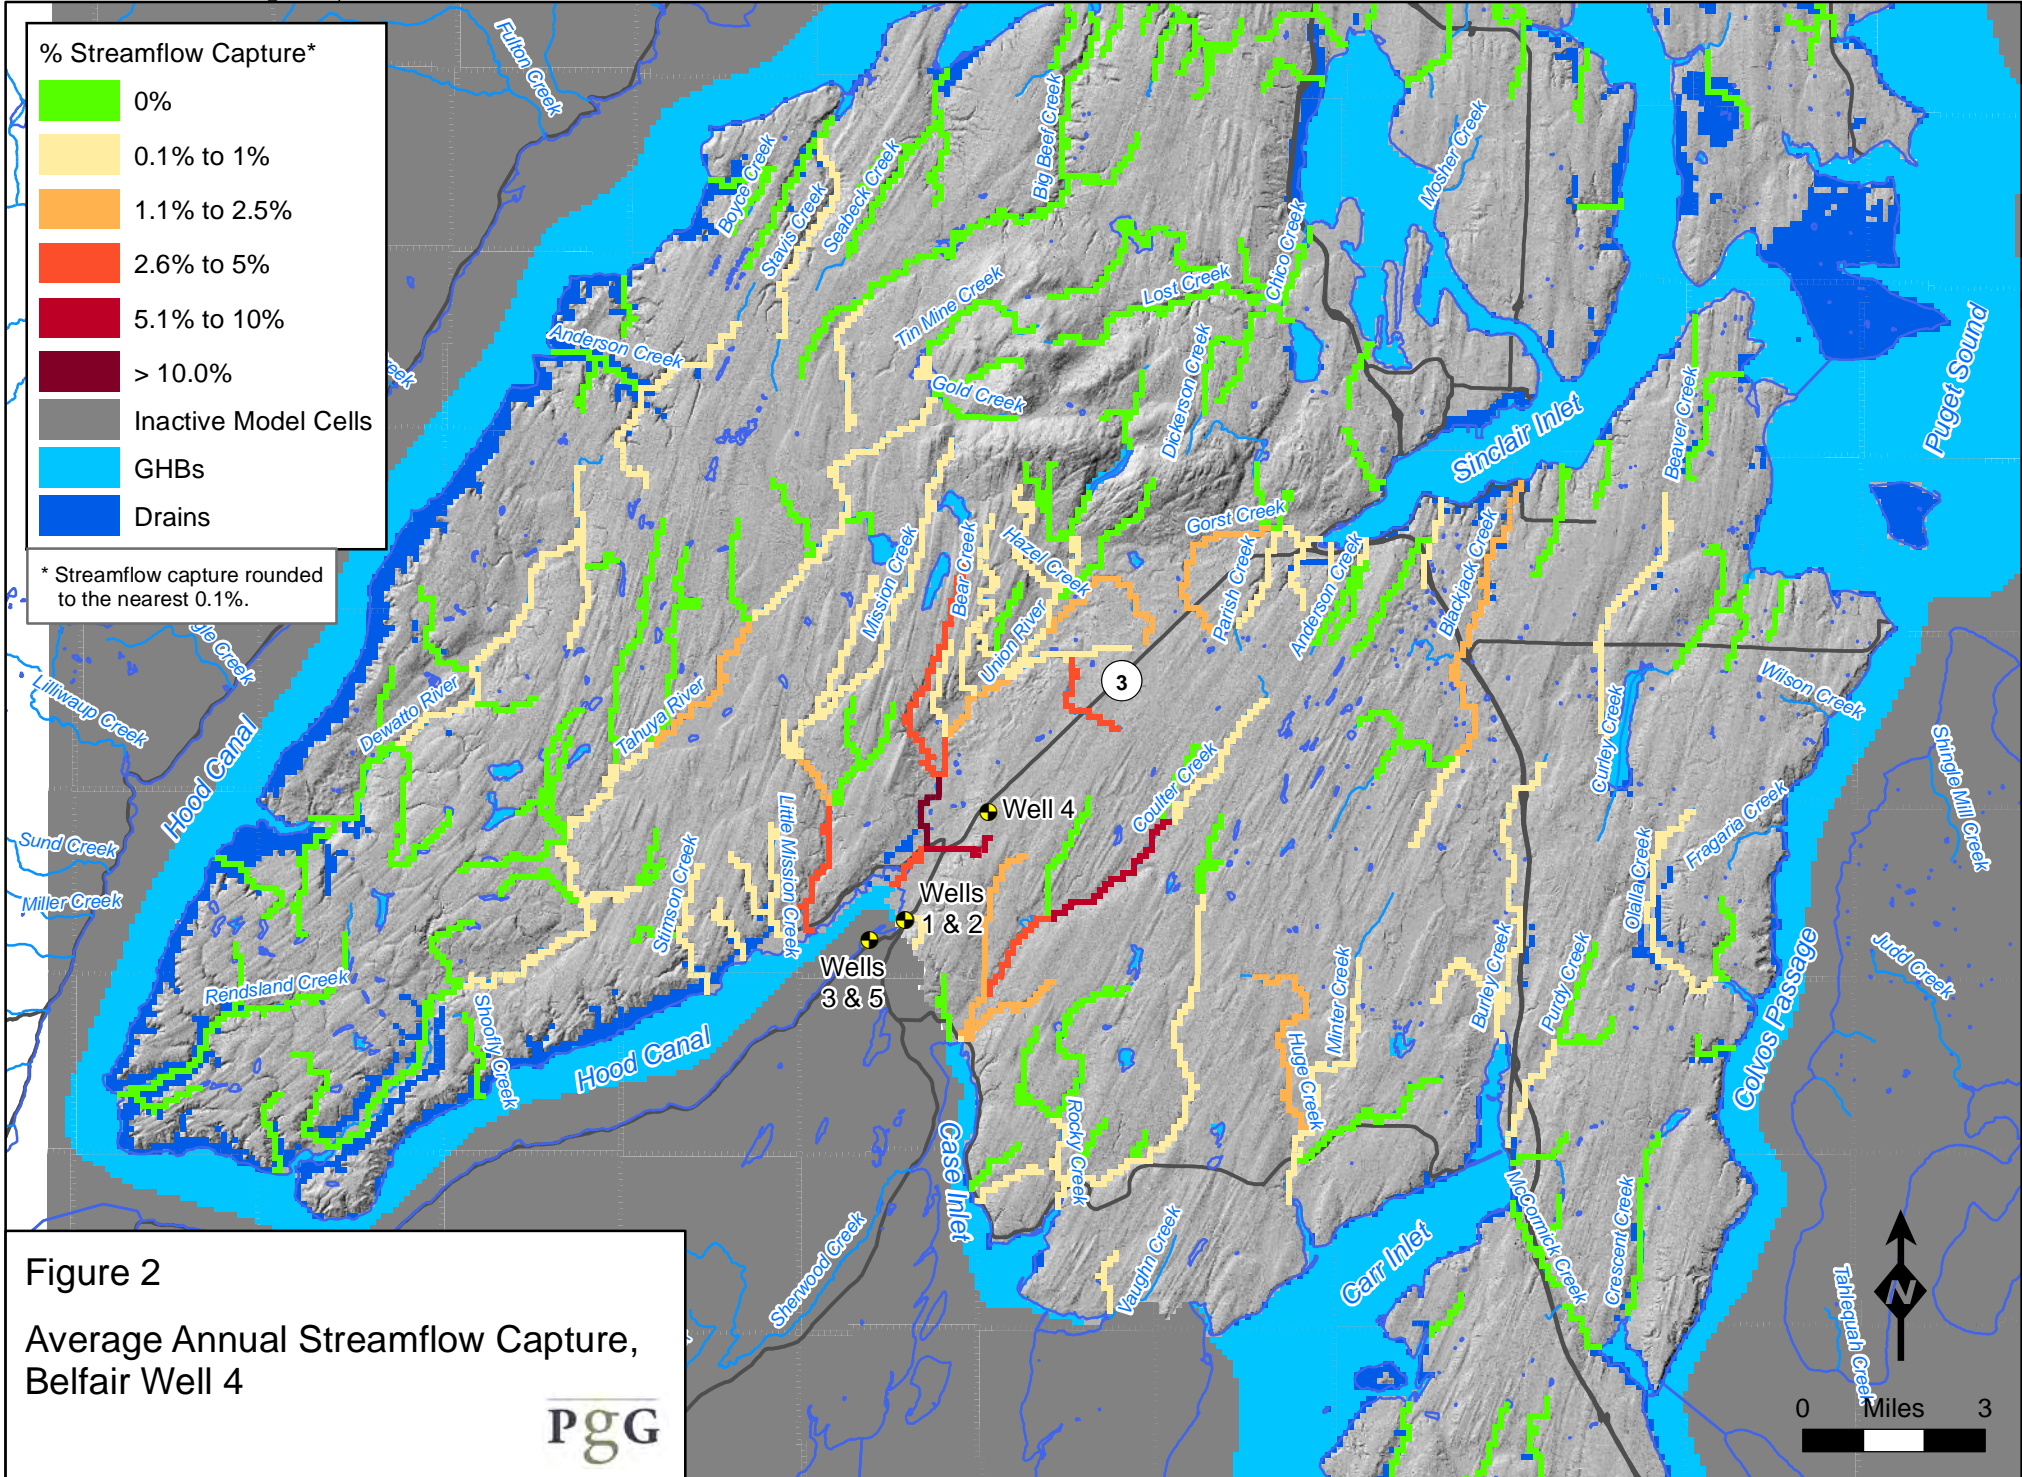 % Streamflow Capture*
0%
0.1% to 1%
1.1% to 2.5%
2.6% to 5%
5.1% to 10%
> 10.0%
Inactive Model Cells
GHBs
Drains
* Streamflow capture rounded
to the nearest 0.1%.
Fulton Creek
Boyce Creek
Stavis Creek
Seabeck Creek
Big Beef Creek
Mosher Creek
Chico Creek
Lost Creek
Tin Mine Creek
Gold Creek
Dickerson Creek
Anderson Creek
eek
Sinclair Inlet
Beaver Creek
Puget Sound
Gorst Creek
Parish Creek
Anderson Creek
Blackjack Creek
Hazel Creek
Bear Creek
Mission Creek
Union River
3
gle Creek
Lilliwaup Creek
Hood Canal
Dewatto River
Tahuya River
Curley Creek
Wilson Creek
Shingle Mill Creek
Sund Creek
Miller Creek
Little Mission Creek
Stimson Creek
Well 4
Coulter Creek
Olalla Creek
Fragaria Creek
Wells
1 & 2
Wells
3 & 5
Judd Creek
Rendsland Creek
Shoofly Creek
Hood Canal
Minter Creek
Huge Creek
Burley Creek
Purdy Creek
Colvos Passage
Case Inlet
Rocky Creek
Vaughn Creek
Sherwood Creek
Carr Inlet
McCormick Creek
Crescent Creek
Tahlequah Creek
N
0 Miles 3
Figure 2
Average Annual Streamflow Capture,
Belfair Well 4
PgG